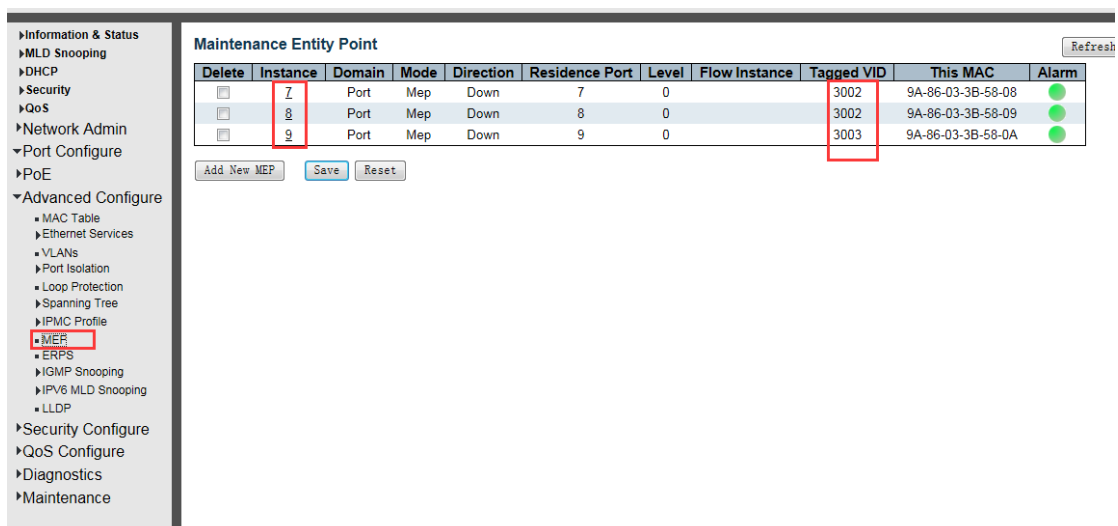 Information & Status
MLD Snooping
DHCP
Security
QoS
Network Admin
Port Configure
PoE
Advanced Configure
MAC Table
Ethernet Services
VLANs
Port Isolation
Loop Protection
Spanning Tree
IPMC Profile
MEP
ERPS
IGMP Snooping
IPV6 MLD Snooping
LLDP
Security Configure
QoS Configure
Diagnostics
Maintenance
Maintenance Entity Point
Refresh
Delete Instance Domain Mode Direction Residence Port Level Flow Instance Tagged VID This MAC Alarm
7 Port Mep Down 7 0 3002 9A-86-03-3B-58-08
8 Port Mep Down 8 0 3002 9A-86-03-3B-58-09
9 Port Mep Down 9 0 3003 9A-86-03-3B-58-0A
Add New MEP Save Reset